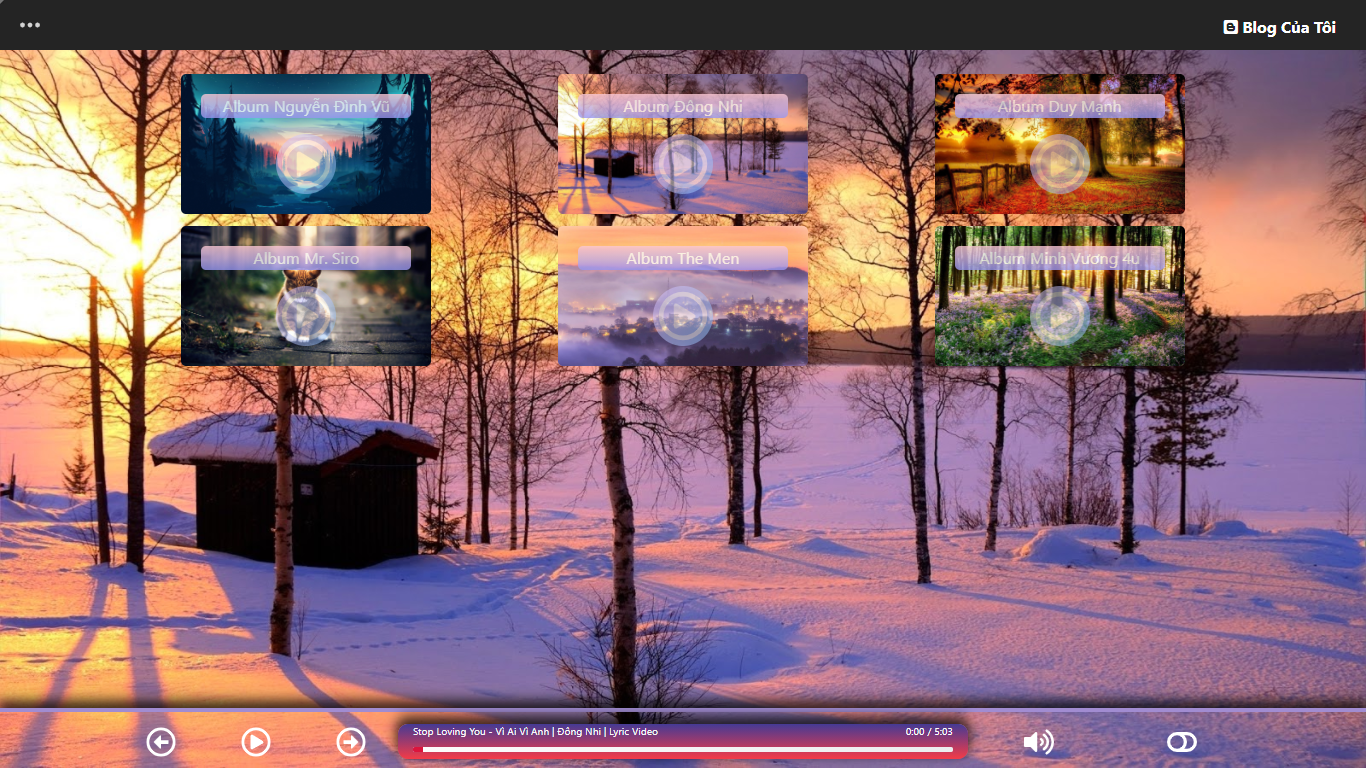 Blog Của Tôi
Album Nguyễn Đình Vũ
Album Đông Nhi
Album Duy Mạnh
Album Mr. Siro
Album The Men
Album Minh Vương 4u
Stop Loving You - Vì Ai Vì Anh | Đông Nhi | Lyric Video
0:00 / 5:03